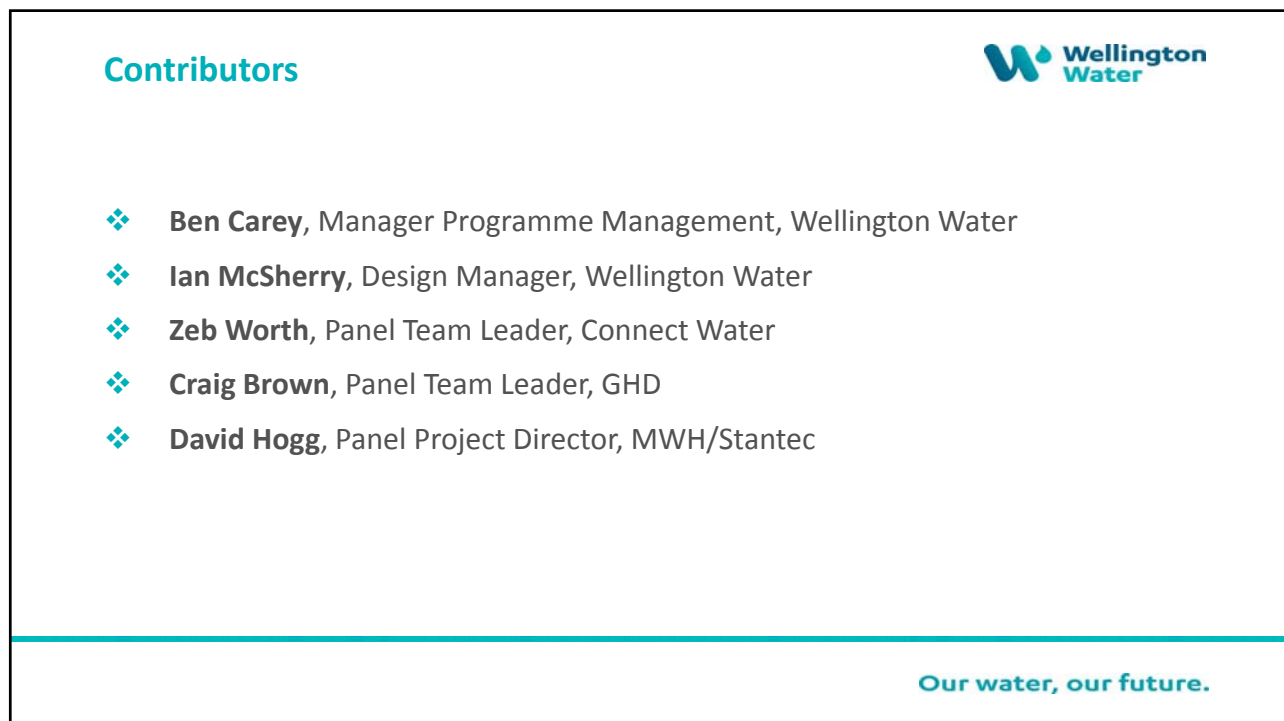 Contributors
Wellington
Water
❖ Ben Carey, Manager Programme Management, Wellington Water
❖ Ian McSherry, Design Manager, Wellington Water
❖ Zeb Worth, Panel Team Leader, Connect Water
❖ Craig Brown, Panel Team Leader, GHD
❖ David Hogg, Panel Project Director, MWH/Stantec
Our water, our future.